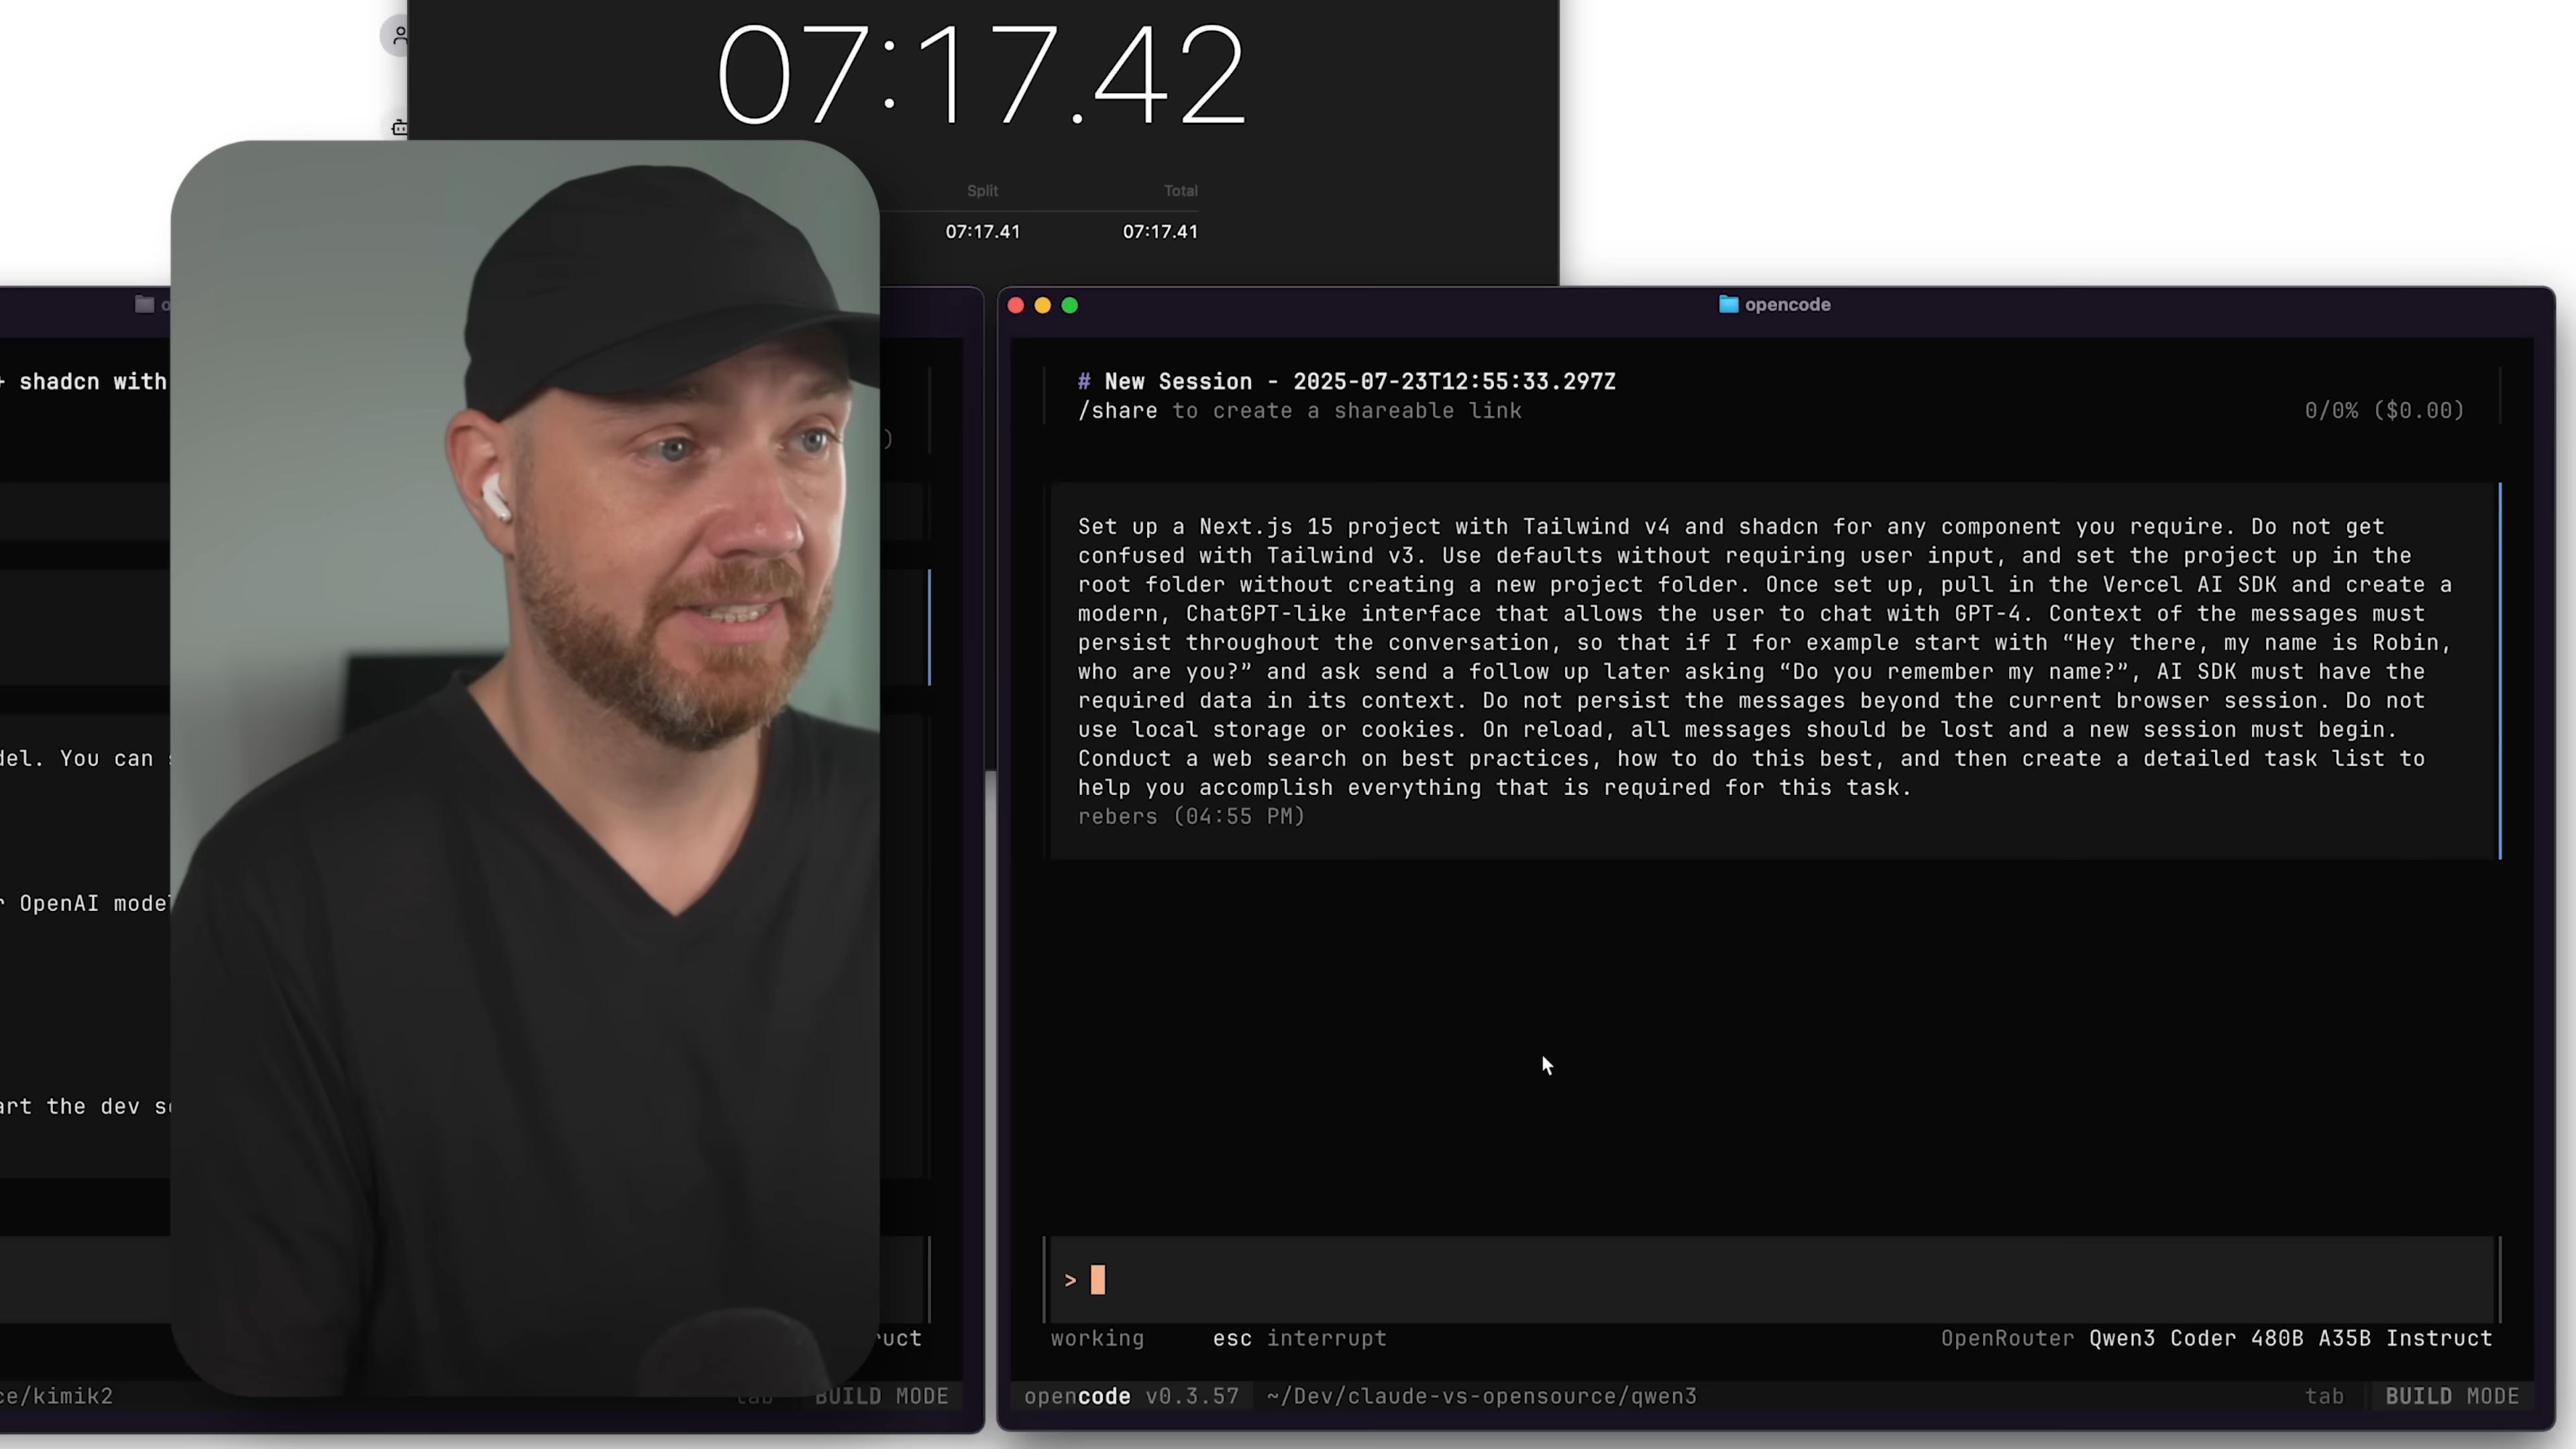 07:17.42
Split Total
07:17.41 07:17.41
shadcn with
)
del. You can
OpenAI model
art the dev
ruct
ce/kimik2
tab BUILD MODE
opencode
# New Session - 2025-07-23T12:55:33.297Z
/share to create a shareable link 0/0% ($0.00)
Set up a Next.js 15 project with Tailwind v4 and shadcn for any component you require. Do not get
confused with Tailwind v3. Use defaults without requiring user input, and set the project up in the
root folder without creating a new project folder. Once set up, pull in the Vercel AI SDK and create a
modern, ChatGPT-like interface that allows the user to chat with GPT-4. Context of the messages must
persist throughout the conversation, so that if I for example start with “Hey there, my name is Robin,
who are you?” and ask send a follow up later asking “Do you remember my name?”, AI SDK must have the
required data in its context. Do not persist the messages beyond the current browser session. Do not
use local storage or cookies. On reload, all messages should be lost and a new session must begin.
Conduct a web search on best practices, how to do this best, and then create a detailed task list to
help you accomplish everything that is required for this task.
rebers (04:55 PM)
>
working esc interrupt OpenRouter Qwen3 Coder 480B A35B Instruct
opencode v0.3.57 ~/Dev/claude-vs-opensource/qwen3 tab BUILD MODE